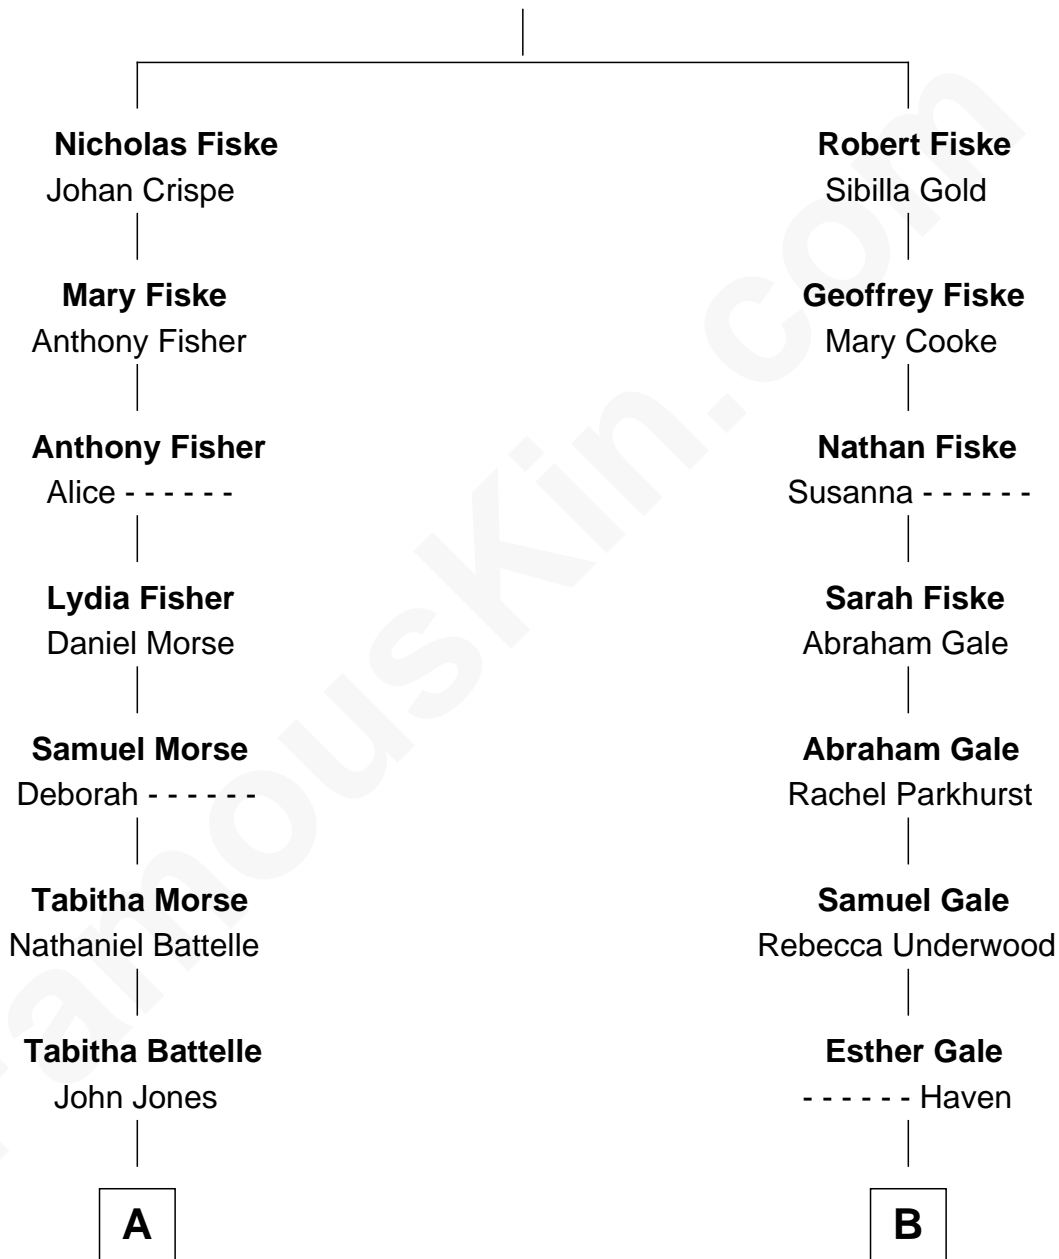 Nicholas Fiske
Johan Crispe
Mary Fiske
Anthony Fisher
Anthony Fisher
Alice - - - - - -
Lydia Fisher
Daniel Morse
Samuel Morse
Deborah - - - - - -
Tabitha Morse
Nathaniel Battelle
Tabitha Battelle
John Jones
A
Robert Fiske
Sibilla Gold
Geoffrey Fiske
Mary Cooke
Nathan Fiske
Susanna - - - - - -
Sarah Fiske
Abraham Gale
Abraham Gale
Rachel Parkhurst
Samuel Gale
Rebecca Underwood
Esther Gale
- - - - - - Haven
B
FamousKin.com